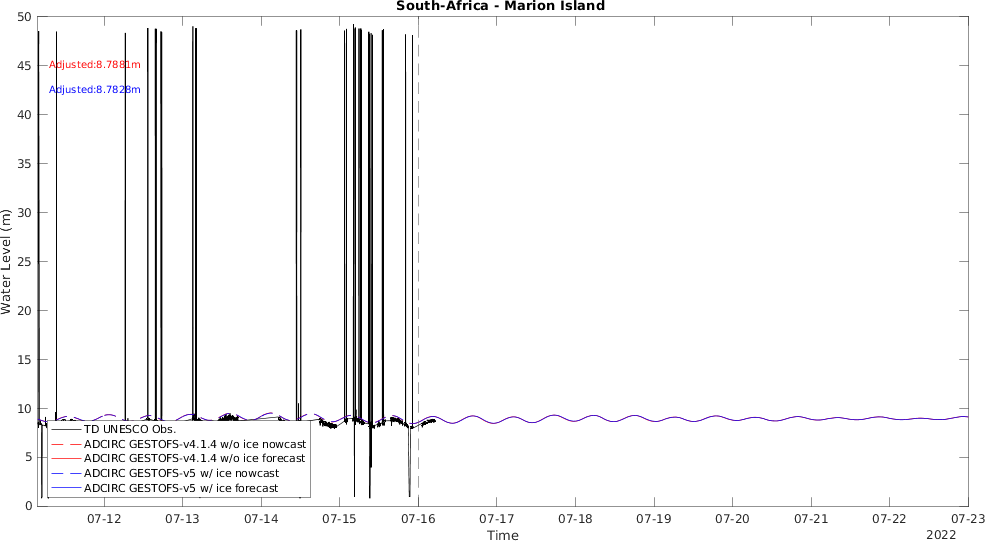 South-Africa - Marion Island
50
45
40
35
30
25
20
15
10
5
0
Water Level (m)
Adjusted:8.7881m
Adjusted:8.7828m
TD UNESCO Obs.
ADCIRC GESTOFS-v4.1.4 w/o ice nowcast
ADCIRC GESTOFS-v4.1.4 w/o ice forecast
ADCIRC GESTOFS-v5 w/ ice nowcast
ADCIRC GESTOFS-v5 w/ ice forecast
07-12 07-13 07-14 07-15 07-16 07-17 07-18 07-19 07-20 07-21 07-22 07-23
Time
2022